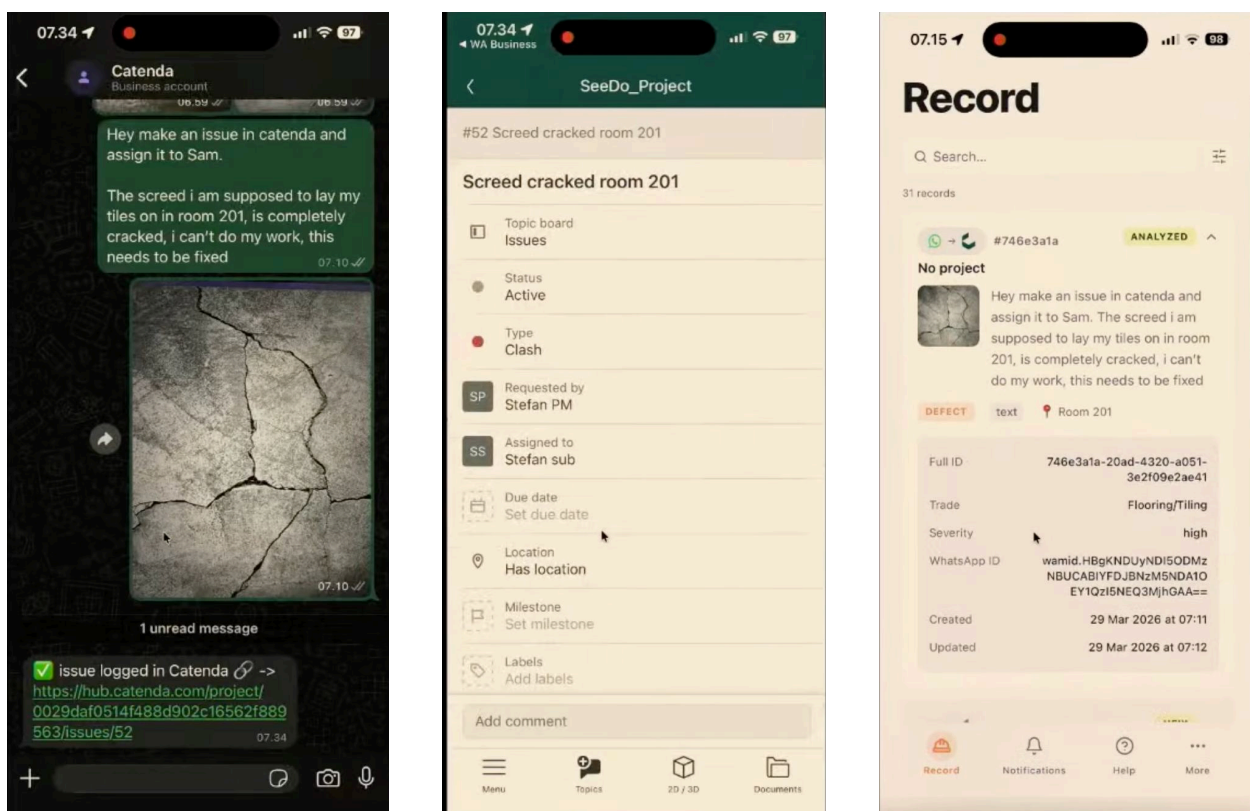 07.34
97
Catenda
Business account
06.59
06.59
Hey make an issue in catenda and
assign it to Sam.
The screed i am supposed to lay my
tiles on in room 201, is completely
cracked, i can't do my work, this
needs to be fixed
07.10
07.10
1 unread message
✅ issue logged in Catenda 🔗 ->
https://hub.catenda.com/project/
0029daf0514f488d902c16562f889
563/issues/52
07.34
07.34
97
WA Business
SeeDo_Project
#52 Screed cracked room 201
Screed cracked room 201
Topic board
Issues
Status
Active
Type
Clash
SP
Requested by
Stefan PM
SS
Assigned to
Stefan sub
Due date
Set due date
Location
Has location
Milestone
Set milestone
Labels
Add labels
Add comment
Menu
Topics
2D / 3D
Documents
07.15
98
Record
Search...
31 records
#746e3a1a
ANALYZED
No project
Hey make an issue in catenda and
assign it to Sam. The screed i am
supposed to lay my tiles on in room
201, is completely cracked, i can't
do my work, this needs to be fixed
DEFECT
text
Room 201
Full ID
746e3a1a-20ad-4320-a051-
3e2f09e2ae41
Trade
Flooring/Tiling
Severity
high
WhatsApp ID
Created
29 Mar 2026 at 07:11
Updated
29 Mar 2026 at 07:12
Record
Notifications
Help
More